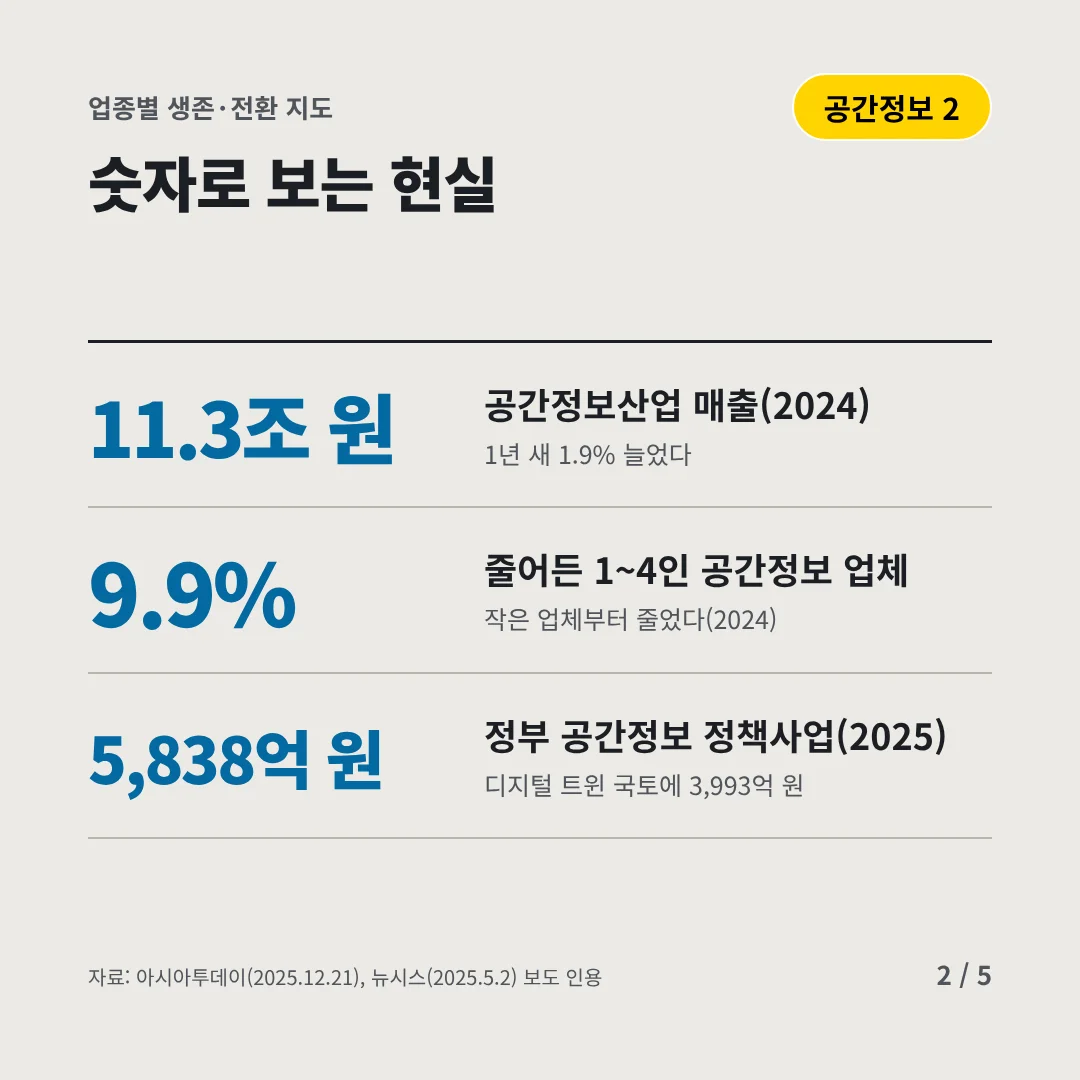 업종별 생존·전환 지도
공간정보 2
숫자로 보는 현실
11.3조 원
공간정보산업 매출(2024)
1년 새 1.9% 늘었다
9.9%
줄어든 1~4인 공간정보 업체
작은 업체부터 줄었다(2024)
5,838억 원
정부 공간정보 정책사업(2025)
디지털 트윈 국토에 3,993억 원
자료: 아시아투데이(2025.12.21), 뉴시스(2025.5.2) 보도 인용
2 / 5